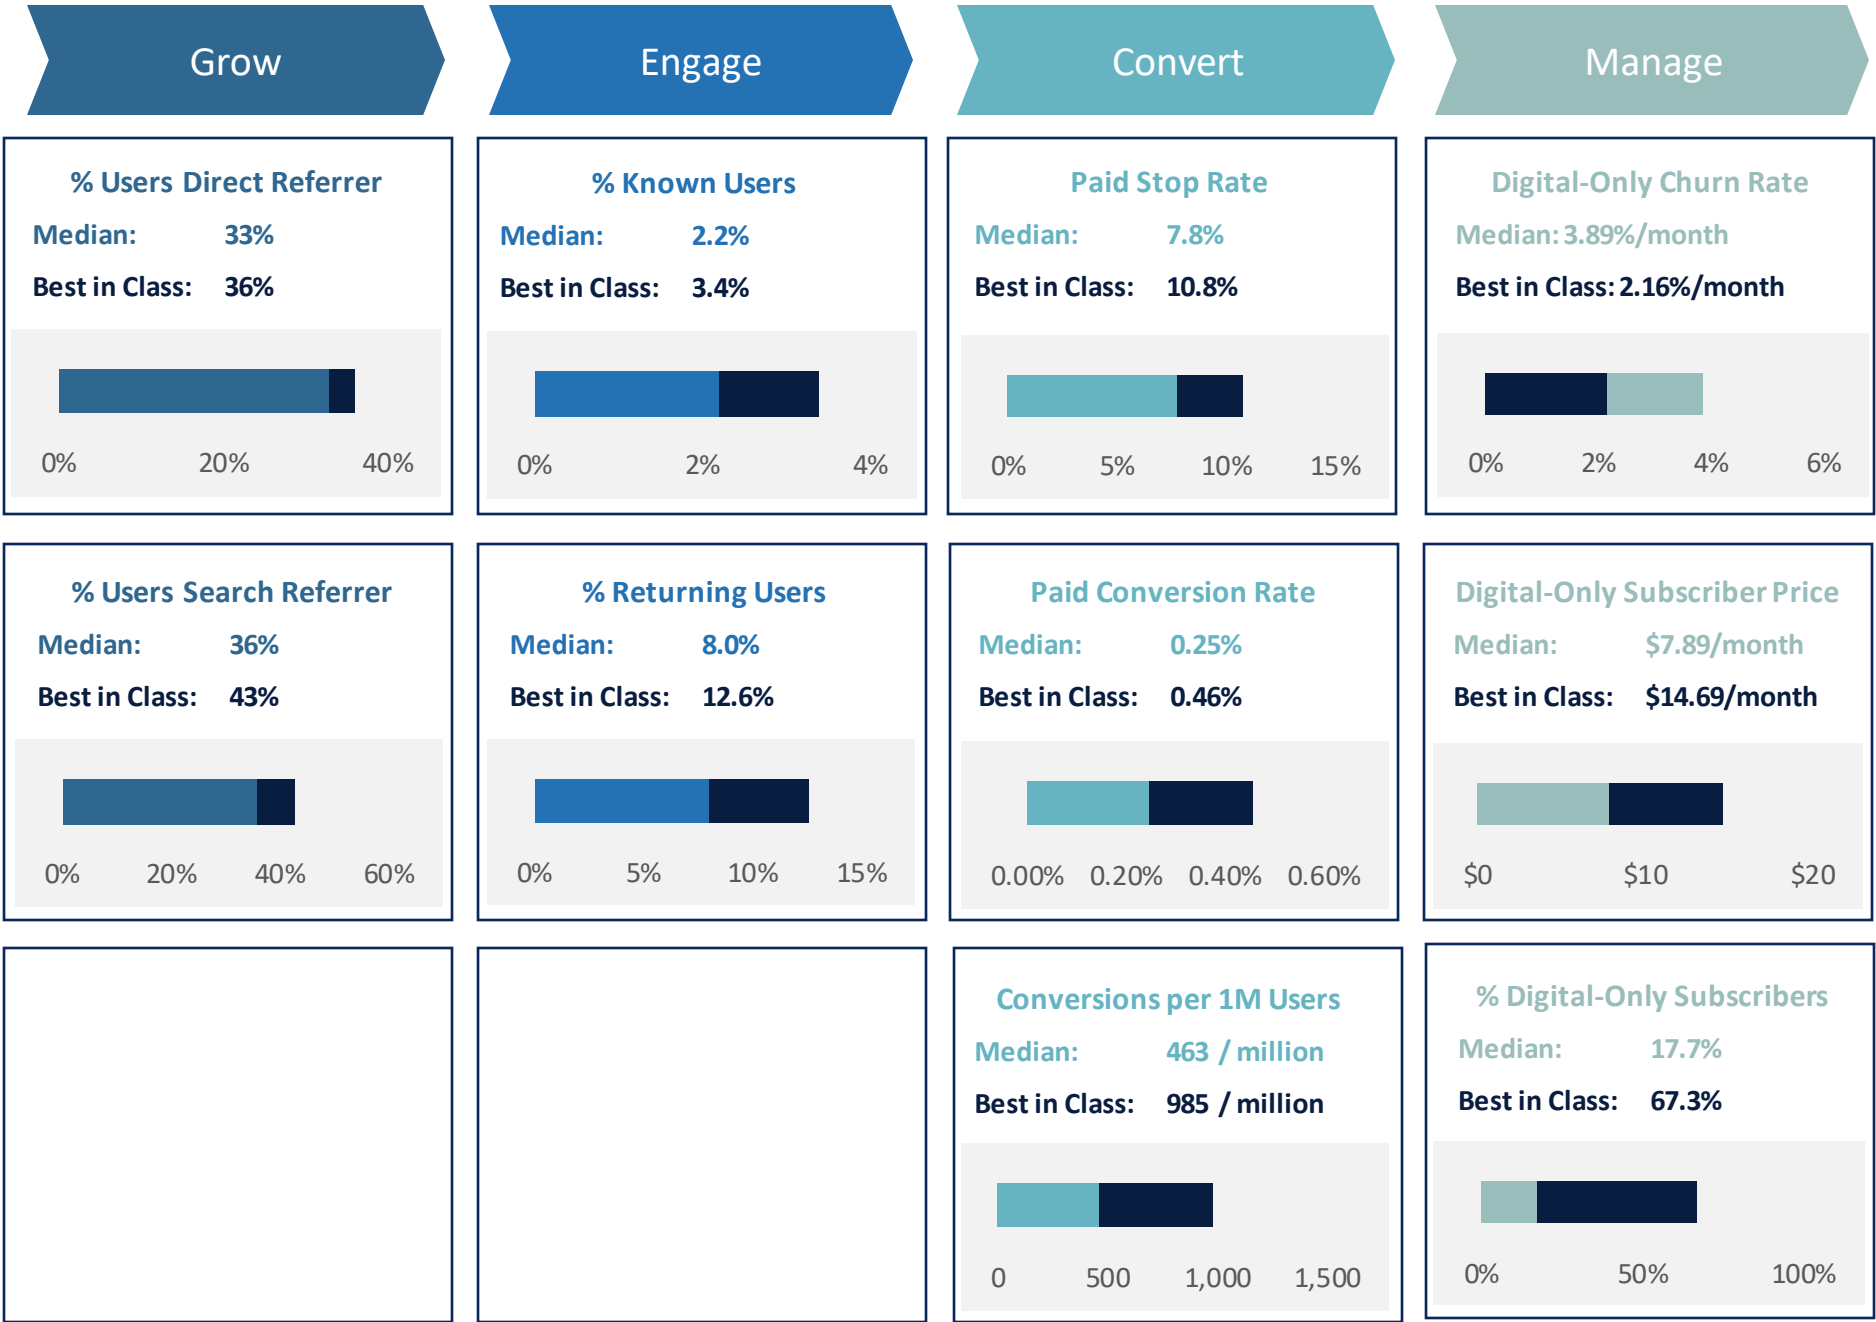 Grow
Engage
Convert
Manage
% Users Direct Referrer
Median: 33%
Best in Class: 36%
0% 20% 40%
% Known Users
Median: 2.2%
Best in Class: 3.4%
0% 2% 4%
Paid Stop Rate
Median: 7.8%
Best in Class: 10.8%
0% 5% 10% 15%
Digital-Only Churn Rate
Median: 3.89%/month
Best in Class: 2.16%/month
0% 2% 4% 6%
% Users Search Referrer
Median: 36%
Best in Class: 43%
0% 20% 40% 60%
% Returning Users
Median: 8.0%
Best in Class: 12.6%
0% 5% 10% 15%
Paid Conversion Rate
Median: 0.25%
Best in Class: 0.46%
0.00% 0.20% 0.40% 0.60%
Digital-Only Subscriber Price
Median: $7.89/month
Best in Class: $14.69/month
$0 $10 $20
Conversions per 1M Users
Median: 463 / million
Best in Class: 985 / million
0 500 1,000 1,500
% Digital-Only Subscribers
Median: 17.7%
Best in Class: 67.3%
0% 50% 100%